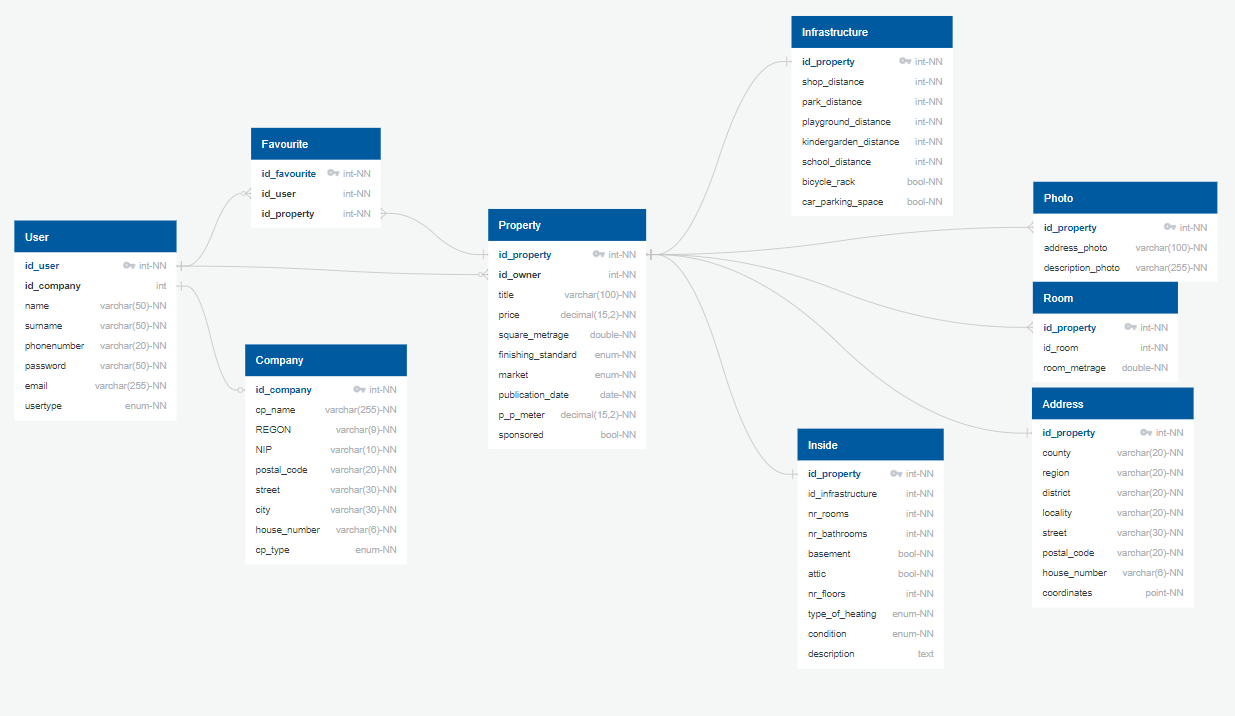 User
id_user int-NN
id_company int
name varchar(50)-NN
surname varchar(50)-NN
phonenumber varchar(20)-NN
password varchar(50)-NN
email varchar(255)-NN
usertype enum-NN
Favourite
id_favourite int-NN
id_user int-NN
id_property int-NN
Company
id_company int-NN
cp_name varchar(255)-NN
REGON varchar(9)-NN
NIP varchar(10)-NN
postal_code varchar(20)-NN
street varchar(30)-NN
city varchar(30)-NN
house_number varchar(6)-NN
cp_type enum-NN
Property
id_property int-NN
id_owner int-NN
title varchar(100)-NN
price decimal(15,2)-NN
square_metrage double-NN
finishing_standard enum-NN
market enum-NN
publication_date date-NN
p_p_meter decimal(15,2)-NN
sponsored bool-NN
Infrastructure
id_property int-NN
shop_distance int-NN
park_distance int-NN
playground_distance int-NN
kindergarden_distance int-NN
school_distance int-NN
bicycle_rack bool-NN
car_parking_space bool-NN
Inside
id_property int-NN
id_infrastructure int-NN
nr_rooms int-NN
nr_bathrooms int-NN
basement bool-NN
attic bool-NN
nr_floors int-NN
type_of_heating enum-NN
condition enum-NN
description text
Photo
id_property int-NN
address_photo varchar(100)-NN
description_photo varchar(255)-NN
Room
id_property int-NN
id_room int-NN
room_metrage double-NN
Address
id_property int-NN
county varchar(20)-NN
region varchar(20)-NN
district varchar(20)-NN
locality varchar(20)-NN
street varchar(30)-NN
postal_code varchar(20)-NN
house_number varchar(6)-NN
coordinates point-NN